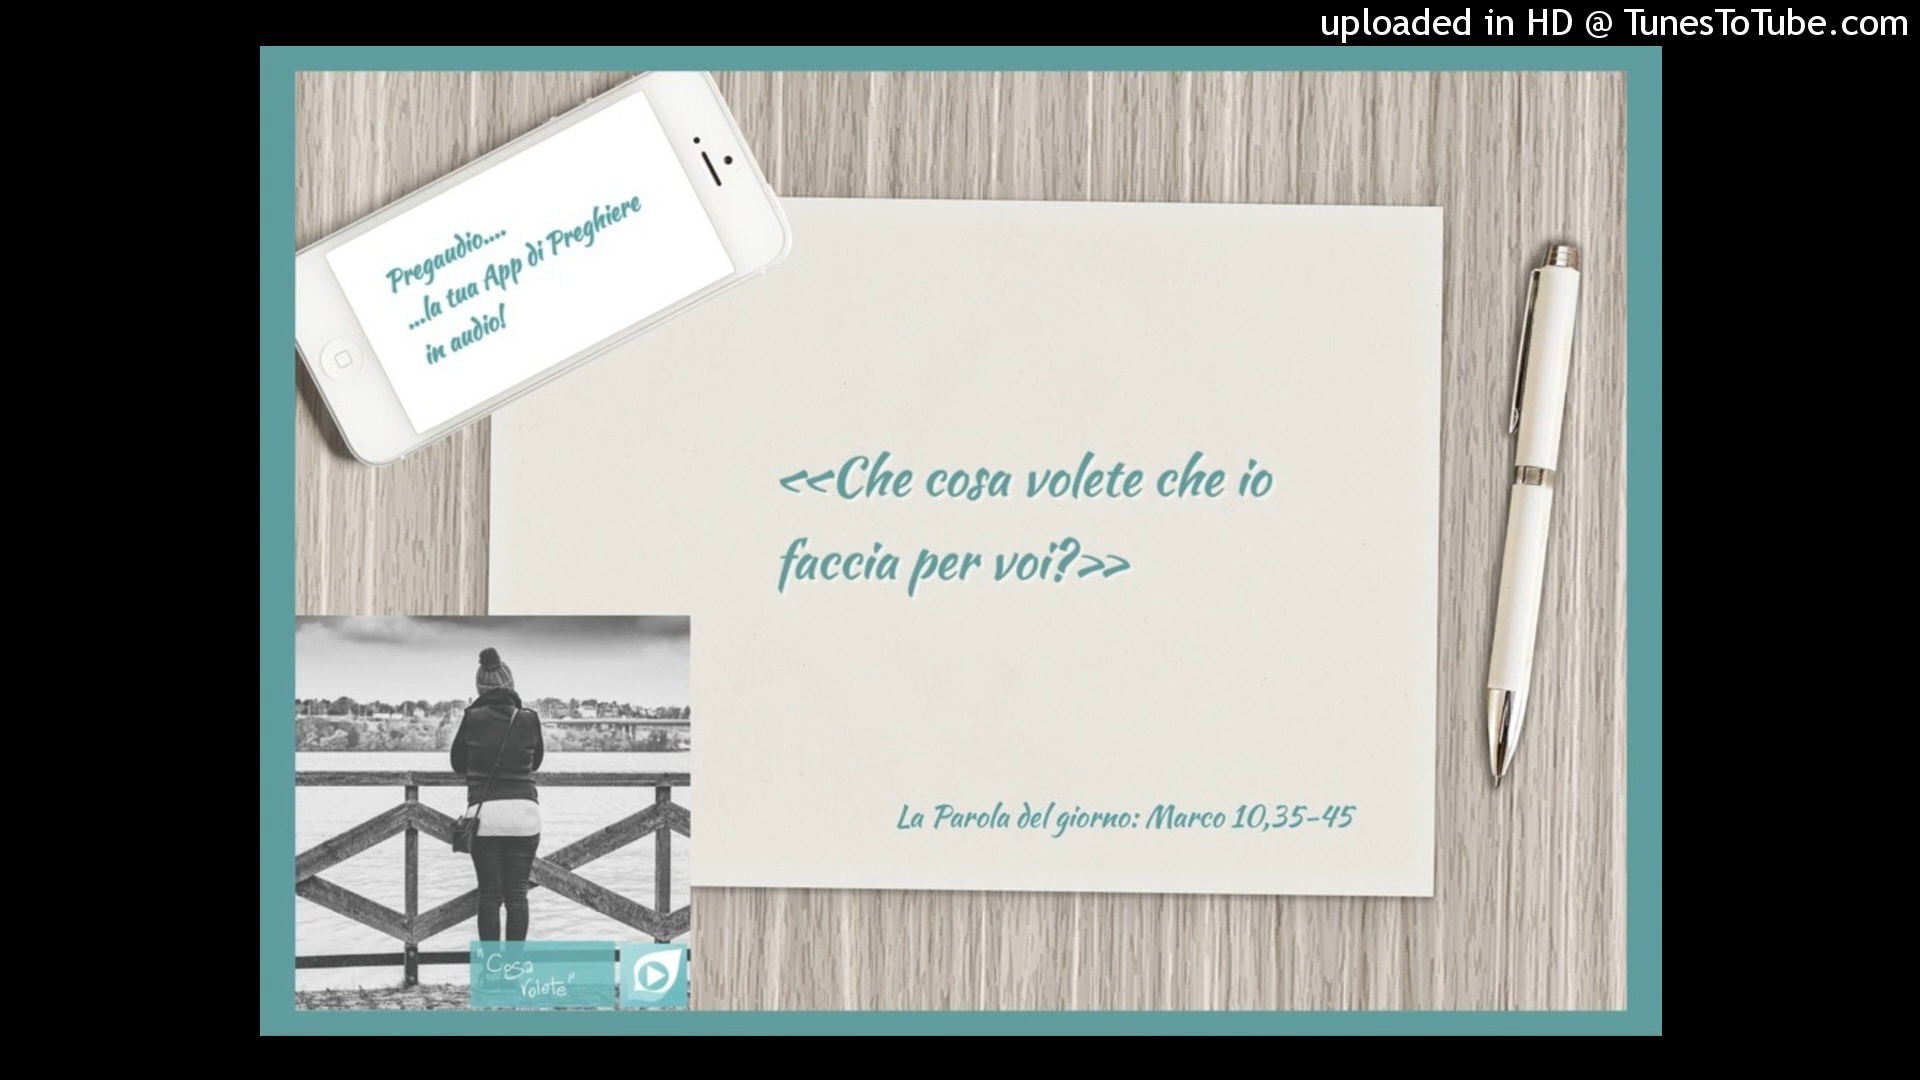 uploaded in HD @ TunesToTube.com
Pregaudio....
...la tua App di Preghiere
in audio!
<<Che cosa volete che io
faccia per voi?>>
La Parola del giorno: Marco 10,35-45
"Cosa
volete"